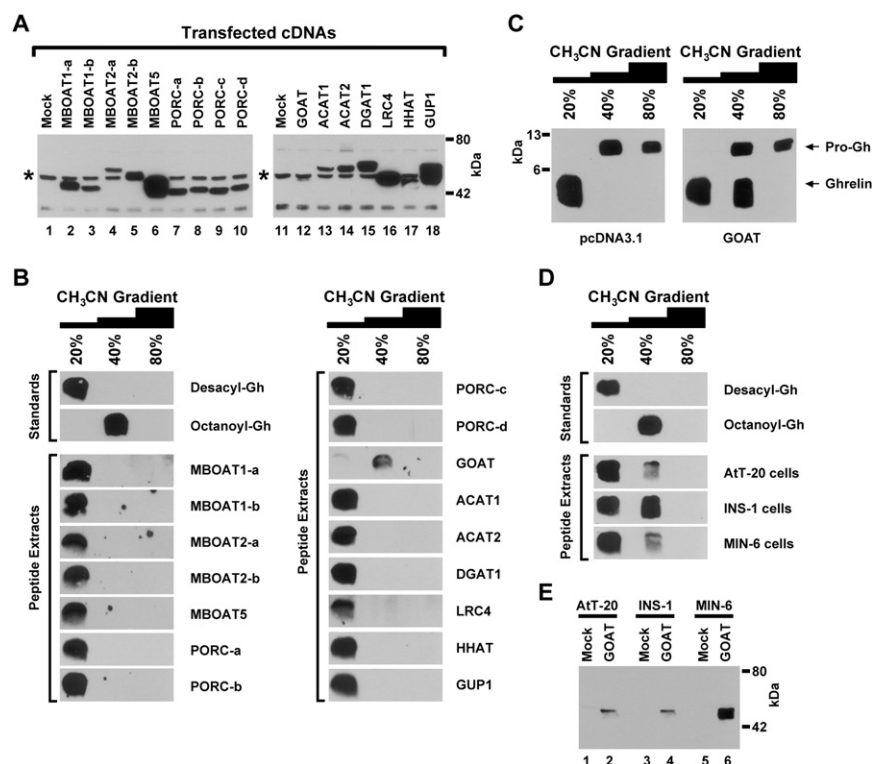 A
Transfected cDNAs
Mock
MBOAT1-a
MBOAT1-b
MBOAT2-a
MBOAT2-b
MBOAT5
PORC-a
PORC-b
PORC-c
PORC-d
Mock
GOAT
ACAT1
ACAT2
DGAT1
LRC4
HHAT
GUP1
*
*
80
kDa
42
1 2 3 4 5 6 7 8 9 10
11 12 13 14 15 16 17 18
B
CH₃CN Gradient
20% 40% 80%
Standards
Desacyl-Gh
Octanoyl-Gh
Peptide Extracts
MBOAT1-a
MBOAT1-b
MBOAT2-a
MBOAT2-b
MBOAT5
PORC-a
PORC-b
CH₃CN Gradient
20% 40% 80%
Peptide Extracts
PORC-c
PORC-d
GOAT
ACAT1
ACAT2
DGAT1
LRC4
HHAT
GUP1
C
CH₃CN Gradient
CH₃CN Gradient
20% 40% 80%
20% 40% 80%
kDa
13
6
Pro-Gh
Ghrelin
pcDNA3.1
GOAT
D
CH₃CN Gradient
20% 40% 80%
Standards
Desacyl-Gh
Octanoyl-Gh
Peptide Extracts
AtT-20 cells
INS-1 cells
MIN-6 cells
E
AtT-20 INS-1 MIN-6
Mock GOAT Mock GOAT Mock GOAT
80
kDa
42
1 2 3 4 5 6